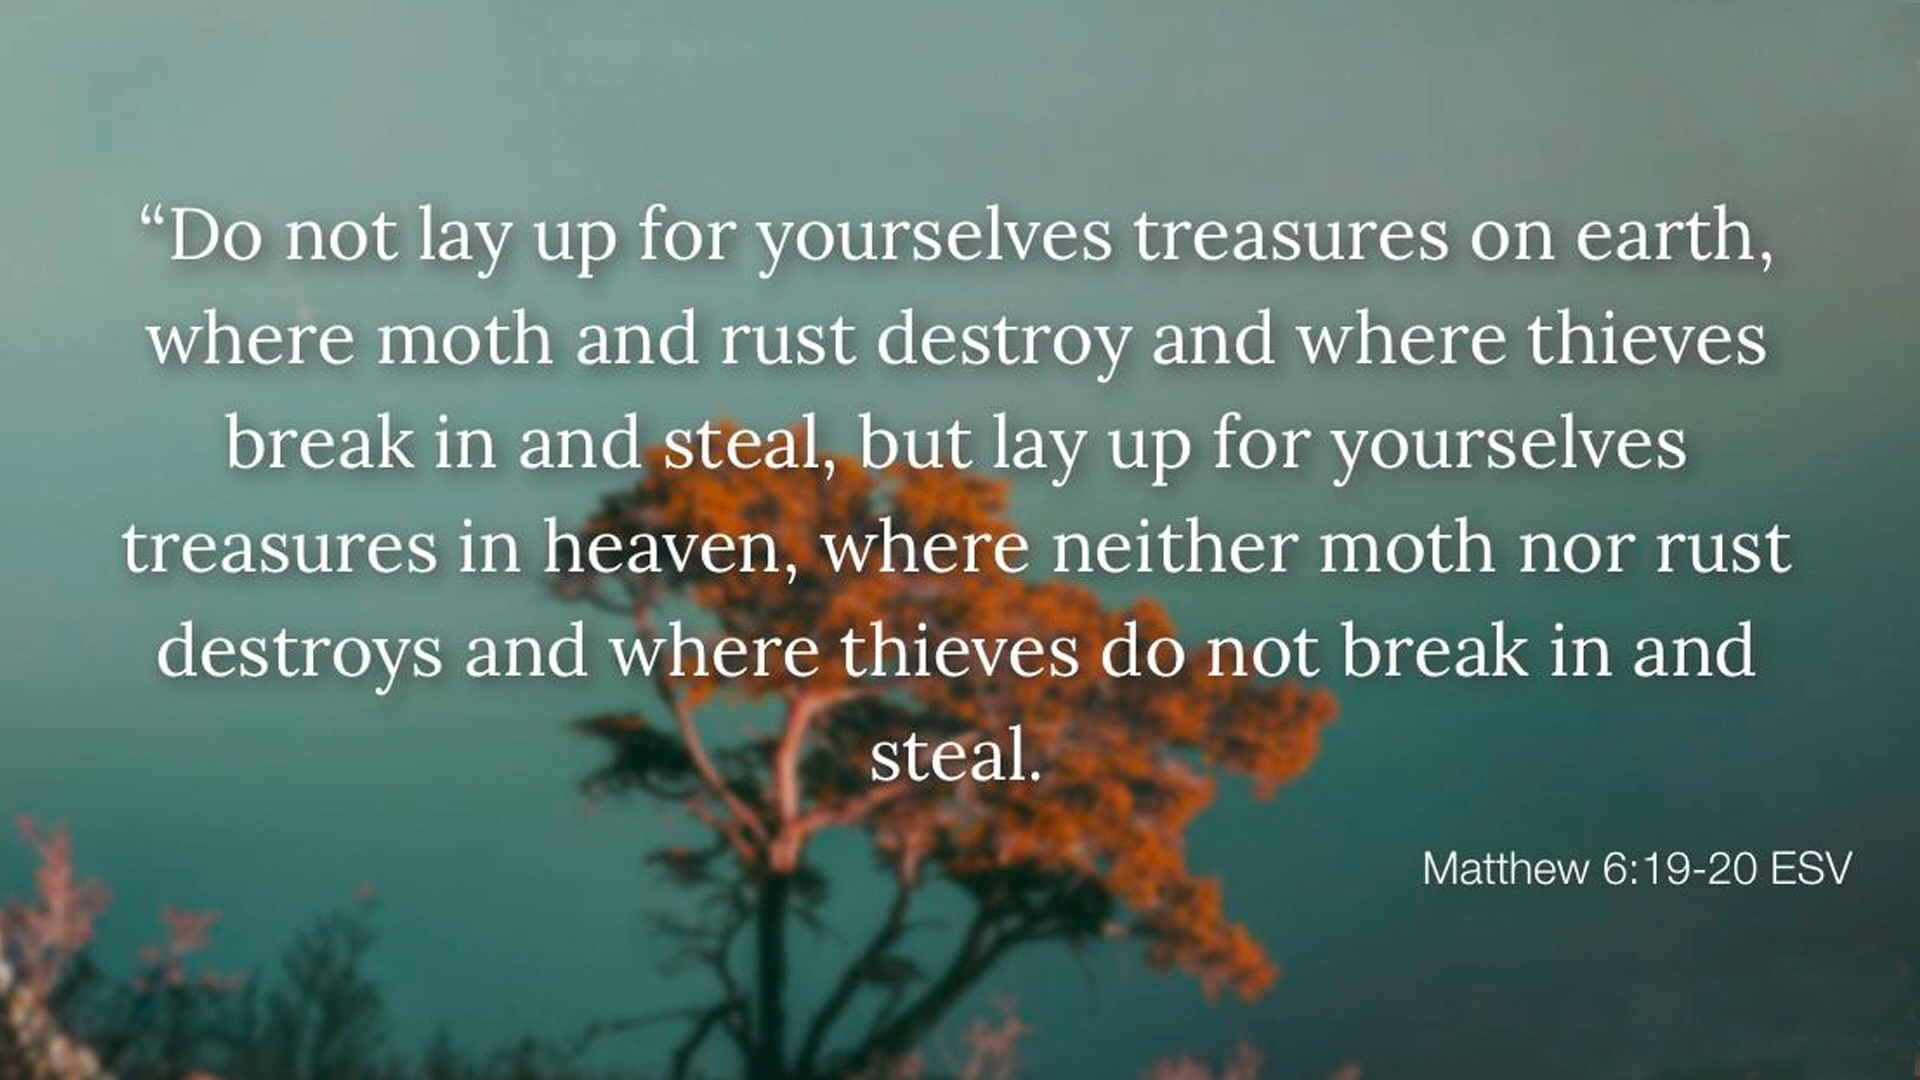 “Do not lay up for yourselves treasures on earth,
where moth and rust destroy and where thieves
break in and steal, but lay up for yourselves
treasures in heaven, where neither moth nor rust
destroys and where thieves do not break in and
steal.
Matthew 6:19-20 ESV